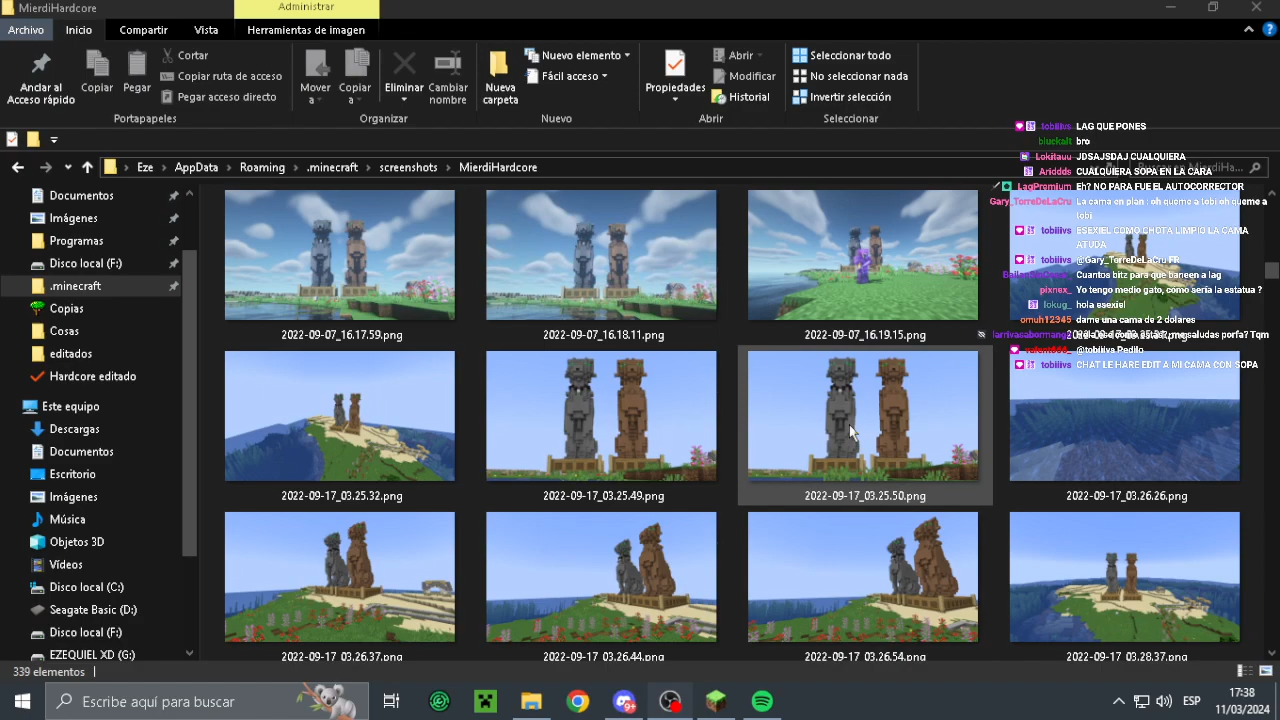 MierdiHardcore
Administrar
Archivo
Inicio
Compartir
Vista
Herramientas de imagen
Anclar al
Acceso rápido
Copiar
Pegar
Cortar
Copiar ruta de acceso
Pegar acceso directo
Portapapeles
Mover
a
Copiar
a
Eliminar
Cambiar
nombre
Organizar
Nueva
carpeta
Nuevo elemento
Fácil acceso
Nuevo
Propiedades
Abrir
Modificar
Historial
Abrir
Seleccionar todo
No seleccionar nada
Invertir selección
Seleccionar
Eze > AppData > Roaming > .minecraft > screenshots > MierdiHardcore
tobiiivs LAG QUE PONES
bluckalt bro
Lokitauu JDSAJSDAJ CUALQUIERA
Ariddds CUALQUIERA SOPA EN LA CARA
LagPremium Eh? NO PARA FUE EL AUTOCORRECTOR
Gary_TorreDeLaCru La cama en plan : oh quemo a tobi oh queme a
tobi
tobiiivs ESEXIEL COMO CHOTA LIMPIO LA CAMA
ATUDA
tobiiivs @Gary_TorreDeLaCru FR
Cuantos bitz para que baneen a lag
pixnex_ Yo tengo medio gato, como sería la estatua ?
lokug_ hola esexiel
omuh12345 dame una cama de 2 dolares
valent666_ @tobiiivs Pedilo
tobiiivs CHAT LE HARE EDIT A MI CAMA CON SOPA
Documentos
Imágenes
Programas
Disco local (F:)
.minecraft
Copias
Cosas
editados
Hardcore editado
Este equipo
Descargas
Documentos
Escritorio
Imágenes
Música
Objetos 3D
Vídeos
Disco local (C:)
Seagate Basic (D:)
Disco local (F:)
EZEQUIEL XD (G:)
2022-09-07_16.17.59.png
2022-09-07_16.18.11.png
2022-09-07_16.19.15.png
2022-09-17_03.25.32.png
2022-09-17_03.25.49.png
2022-09-17_03.25.50.png
2022-09-17_03.26.26.png
2022-09-17_03.26.37.png
2022-09-17_03.26.44.png
2022-09-17_03.26.54.png
2022-09-17_03.28.37.png
339 elementos
Escribe aquí para buscar
9+
ESP
17:38
11/03/2024